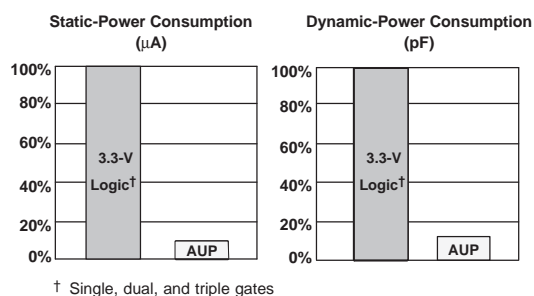 Static-Power Consumption
(μA)
100%
80%
60%
40%
20%
0%
3.3-V
Logic†
AUP
Dynamic-Power Consumption
(pF)
100%
80%
60%
40%
20%
0%
3.3-V
Logic†
AUP
† Single, dual, and triple gates